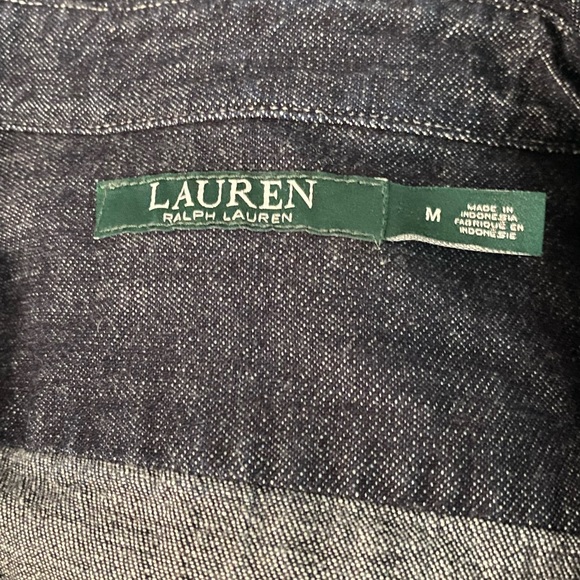 LAUREN
RALPH LAUREN
M
MADE IN
INDONESIA
FABRIQUÉ EN
INDONÉSIE